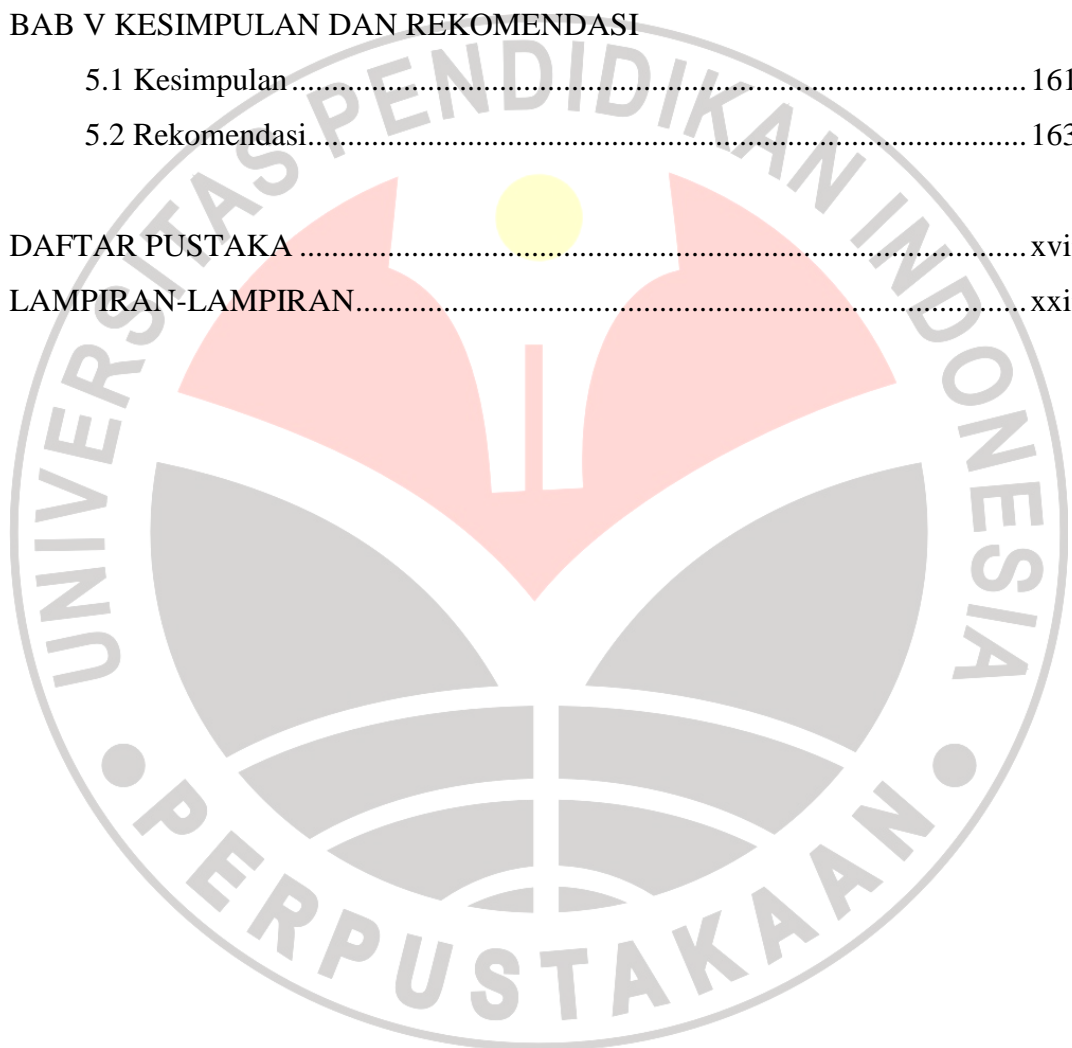 BAB V KESIMPULAN DAN REKOMENDASI
5.1 Kesimpulan.......................................................................................... 161
5.2 Rekomendasi........................................................................................ 163
DAFTAR PUSTAKA ......................................................................................... xvi
LAMPIRAN-LAMPIRAN.................................................................................. xxi
UNIVERSITAS PENDIDIKAN INDONESIA
PERPUSTAKAAN